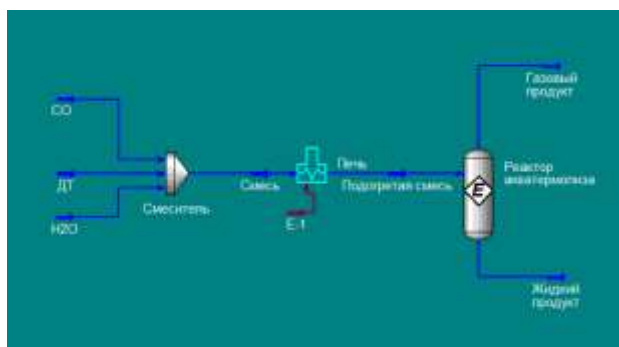 Газовый
продукт
CO
Печь
Реактор
акватермолиза
ДТ
Смесь
Подогретая смесь
E
Смеситель
H2O
E-1
Жидкий
продукт